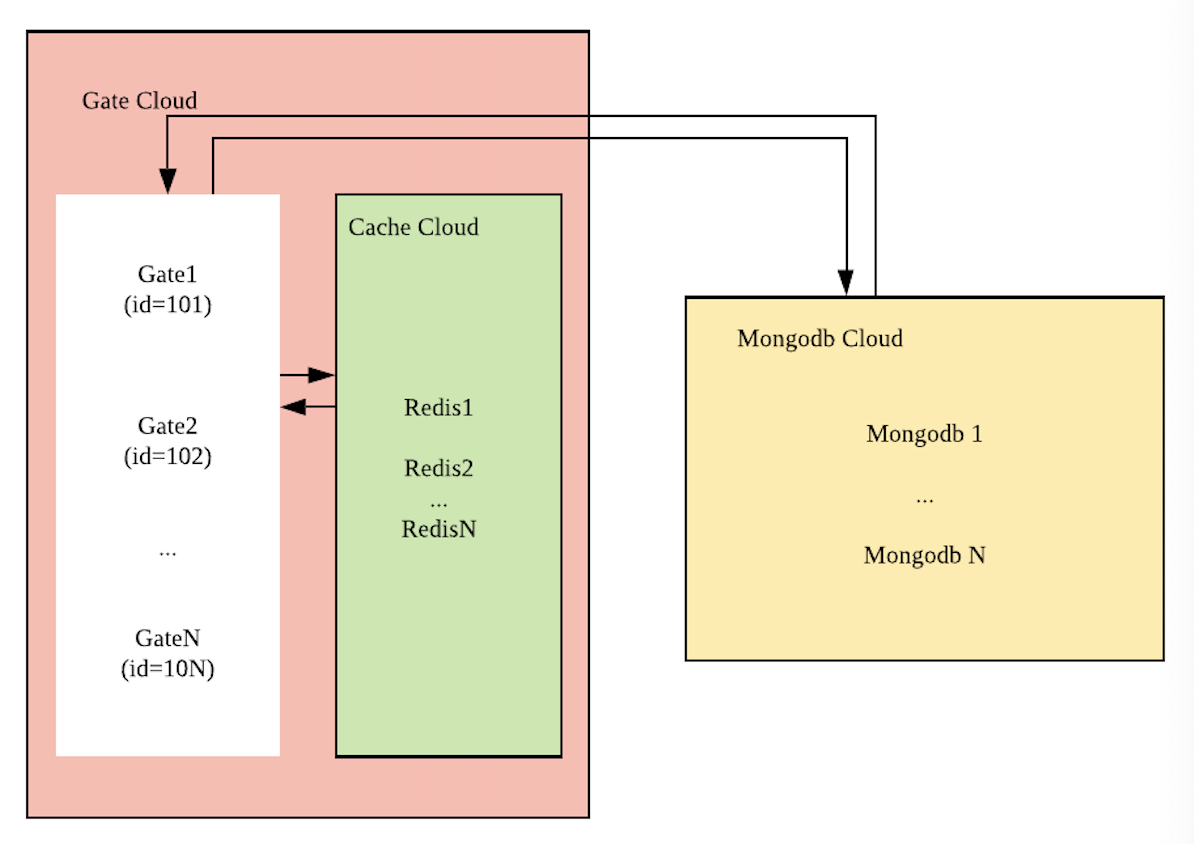 Gate Cloud
Gate1
(id=101)
Gate2
(id=102)
...
GateN
(id=10N)
Cache Cloud
Redis1
Redis2
...
RedisN
Mongodb Cloud
Mongodb 1
...
Mongodb N